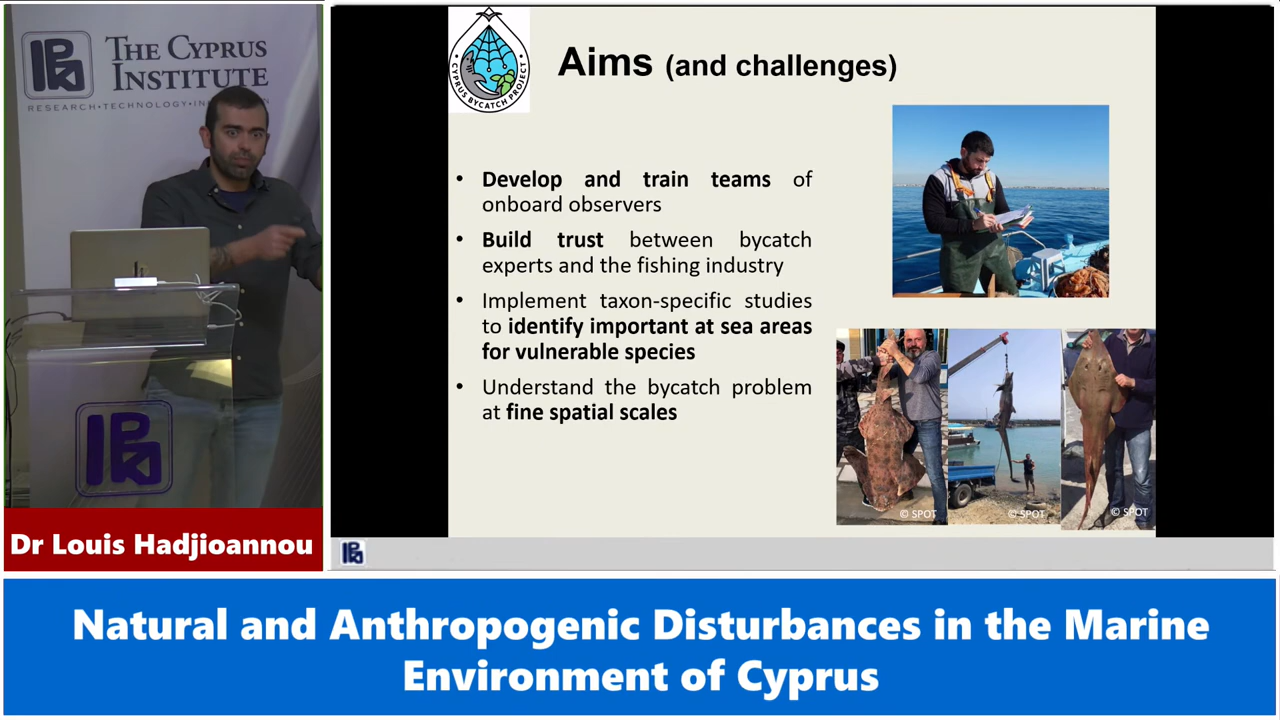 THE CYPRUS
INSTITUTE
CYPRUS BYCATCH PROJECT
Aims (and challenges)
• Develop and train teams of
onboard observers
• Build trust between bycatch
experts and the fishing industry
• Implement taxon-specific studies
to identify important at sea areas
for vulnerable species
• Understand the bycatch problem
at fine spatial scales
© SPOT
© SPOT
© SPOT
Dr Louis Hadjioannou
Natural and Anthropogenic Disturbances in the Marine
Environment of Cyprus